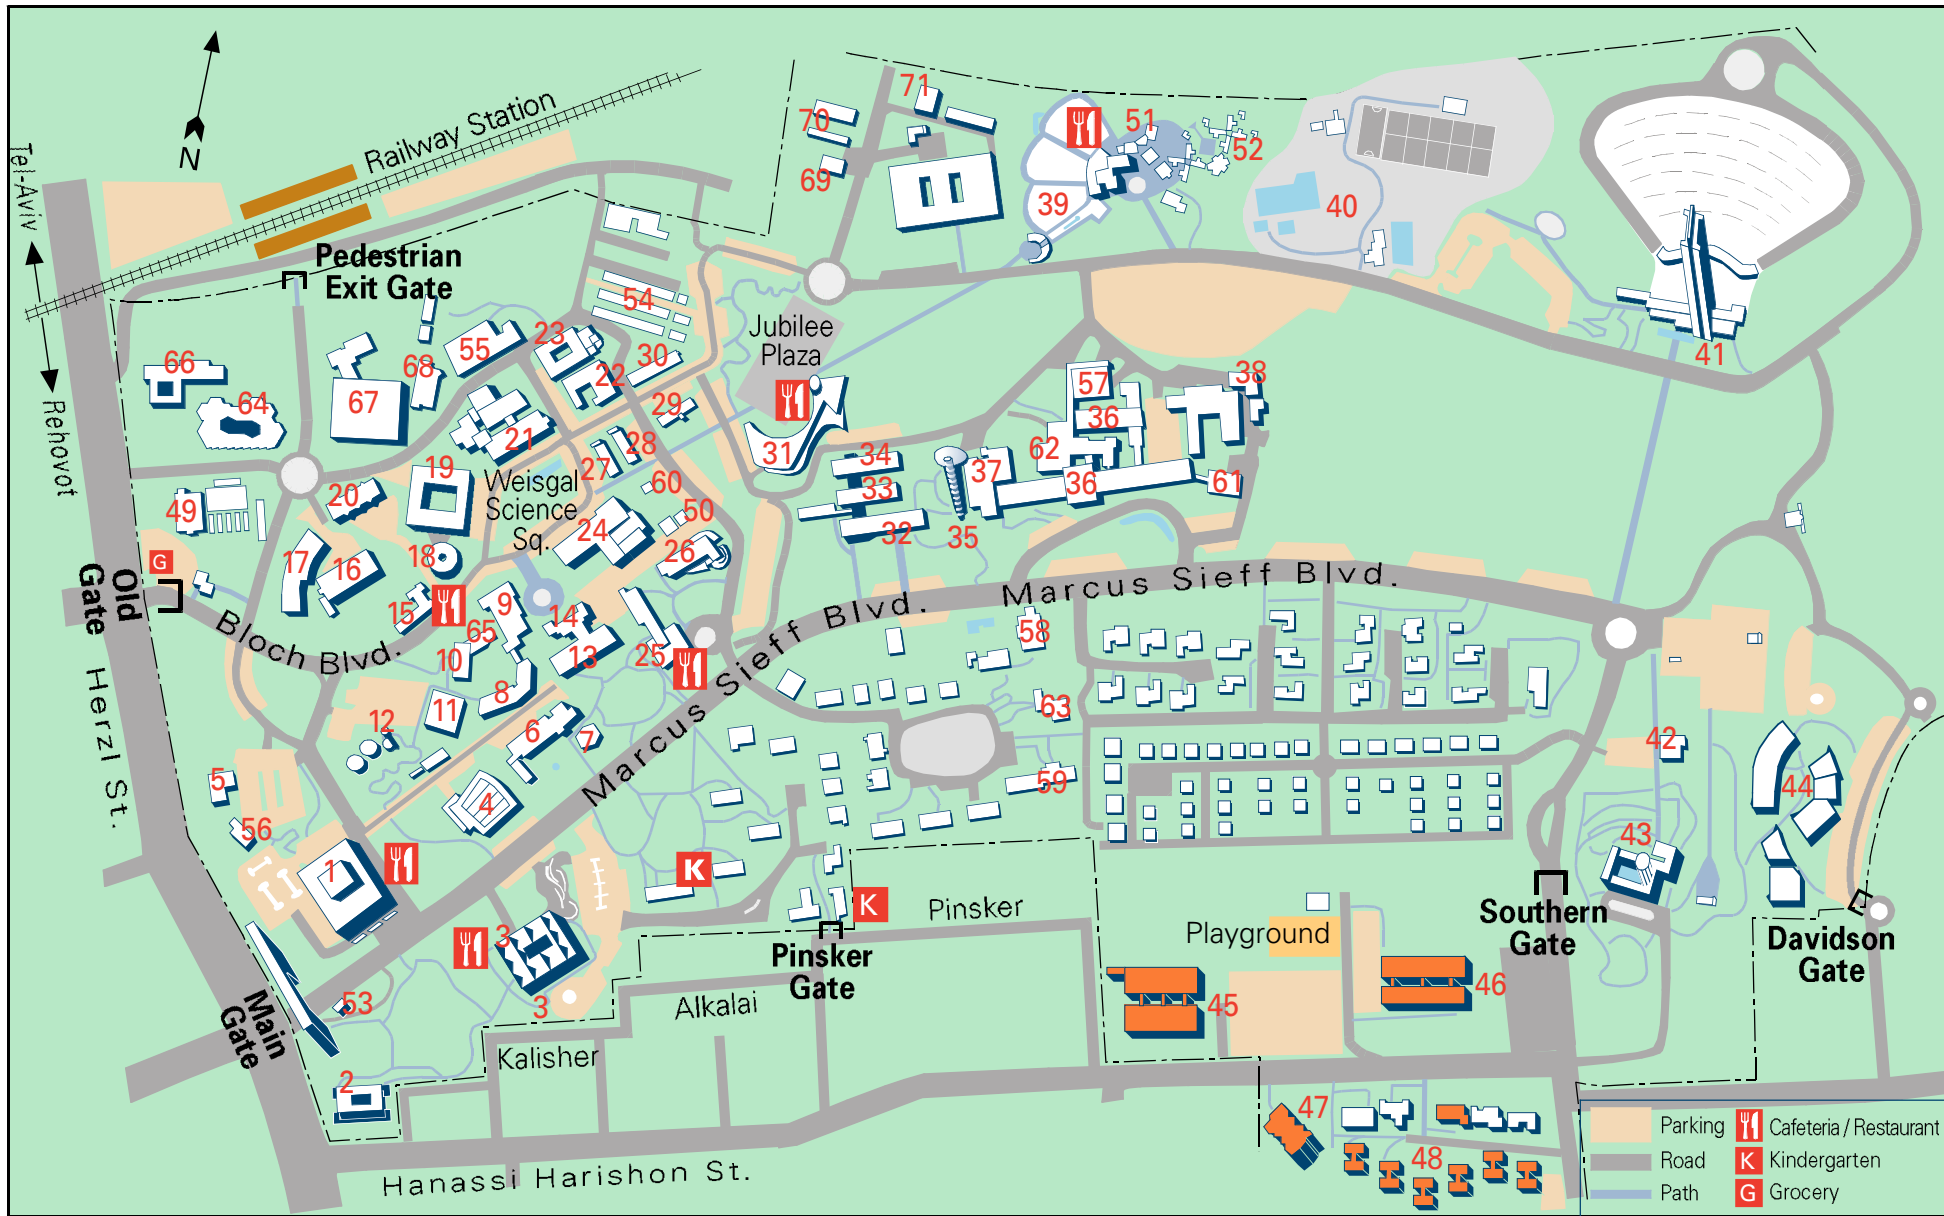 N
Railway Station
Tel-Aviv
Rehovot
Pedestrian
Exit Gate
71
70
69
51
52
39
40
41
Jubilee
Plaza
54
23
55
68
67
66
64
30
22
29
21
28
27
31
34
33
32
35
37
62
57
36
36
38
61
19
20
49
Weisgal
Science
Sq.
60
50
24
26
18
17
16
G
Old
Gate
Bloch Blvd.
15
9
65
10
14
13
25
8
11
12
6
7
4
5
56
1
Herzl St.
Marcus Sieff Blvd.
Marcus Sieff Blvd.
58
63
59
42
43
44
K
K
Pinsker
Pinsker
Gate
Playground
Southern
Gate
Davidson
Gate
3
3
53
Main
Gate
2
Alkalai
Kalisher
45
46
47
48
Hanassi Harishon St.
Parking
Cafeteria / Restaurant
Road
K
Kindergarten
Path
G
Grocery